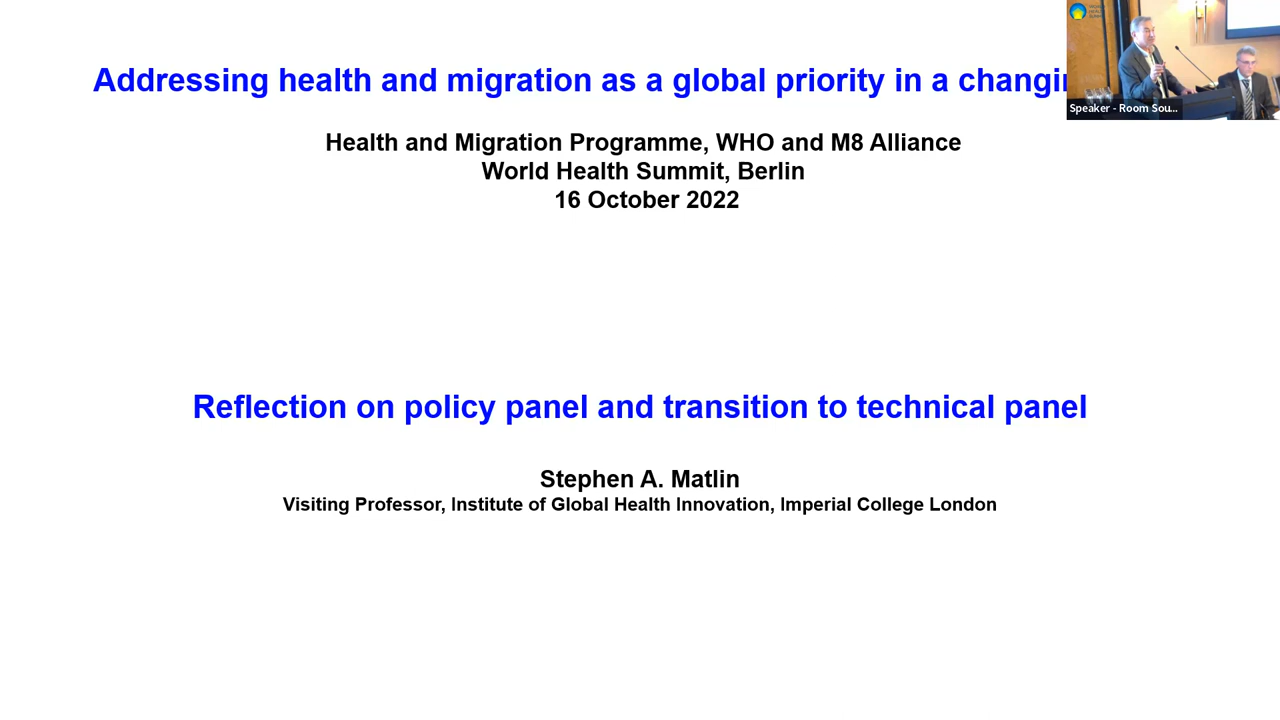 Addressing health and migration as a global priority in a changin
Speaker - Room Sou...
Health and Migration Programme, WHO and M8 Alliance
World Health Summit, Berlin
16 October 2022
Reflection on policy panel and transition to technical panel
Stephen A. Matlin
Visiting Professor, Institute of Global Health Innovation, Imperial College London